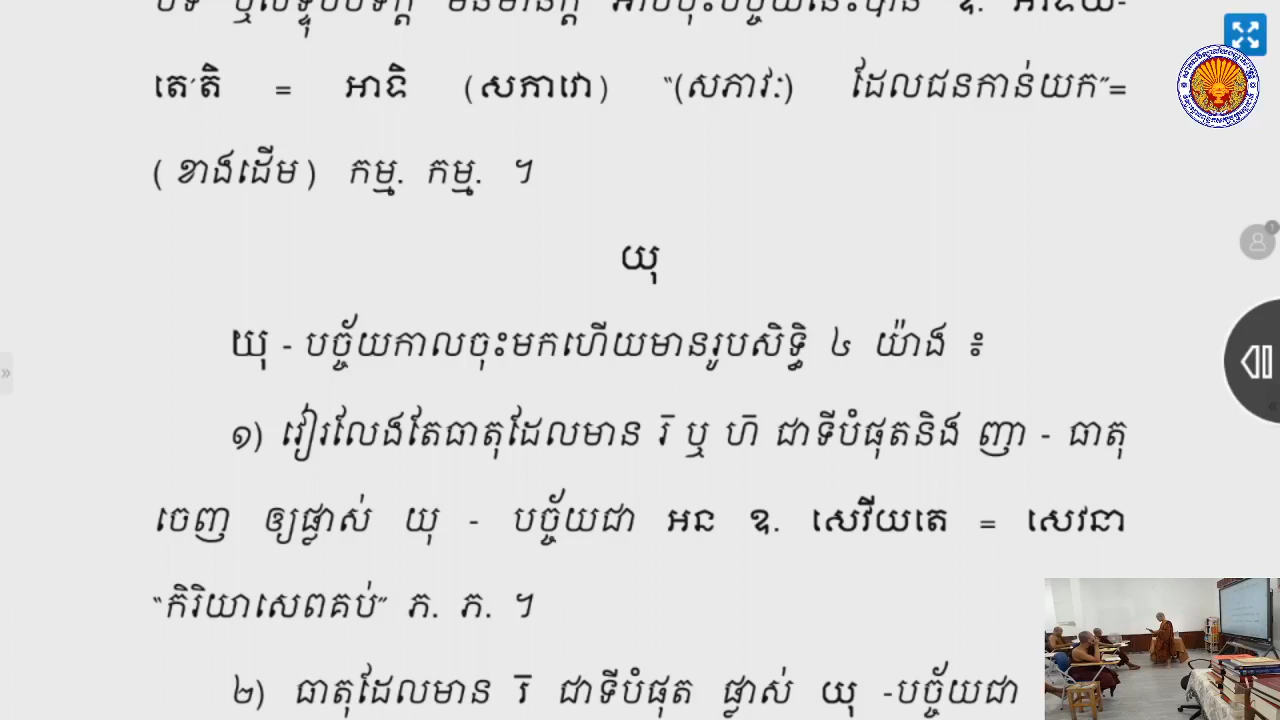 តេ′តិ = អាទិ (សភាវោ) “(សភាវៈ) ដែលជនកាន់យក”=
(ខាងដើម) កម្ម. កម្ម. ។
យុ
យុ - បច្ច័យកាលចុះមកហើយមានរូបសិទ្ធិ ៤ យ៉ាង ៖
១) វៀរលែងតែធាតុដែលមាន រ៑ ឬ ហ៑ ជាទីបំផុតនិង ញា - ធាតុ
ចេញ ឲ្យផ្លាស់ យុ - បច្ច័យជា អន ឧ. សេវីយតេ = សេវនា
“កិរិយាសេពគប់” ភ. ភ. ។
២) ធាតុដែលមាន រ៑ ជាទីបំផុត ផ្លាស់ យុ -បច្ច័យជា